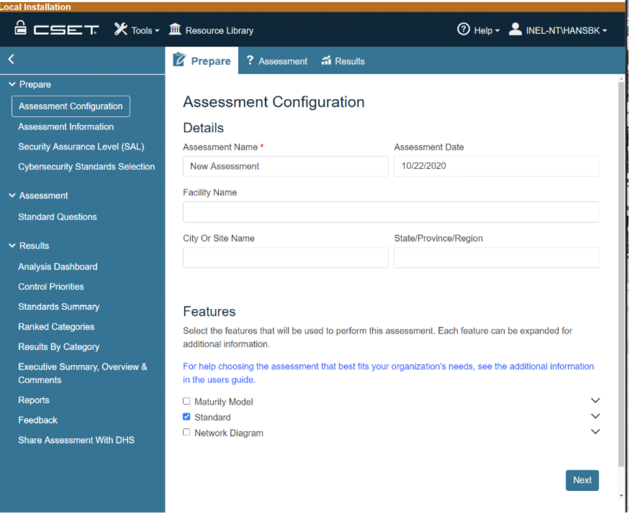 Local Installation
CSET
Tools
Resource Library
Help
INEL-NT\HANSBK
Prepare
Assessment
Results
Prepare
Assessment Configuration
Assessment Information
Security Assurance Level (SAL)
Cybersecurity Standards Selection
Assessment
Standard Questions
Results
Analysis Dashboard
Control Priorities
Standards Summary
Ranked Categories
Results By Category
Executive Summary, Overview &
Comments
Reports
Feedback
Share Assessment With DHS
Assessment Configuration
Details
Assessment Name *
Assessment Date
New Assessment
10/22/2020
Facility Name
City Or Site Name
State/Province/Region
Features
Select the features that will be used to perform this assessment. Each feature can be expanded for
additional information.
For help choosing the assessment that best fits your organization's needs, see the additional information
in the users guide.
Maturity Model
Standard
Network Diagram
Next